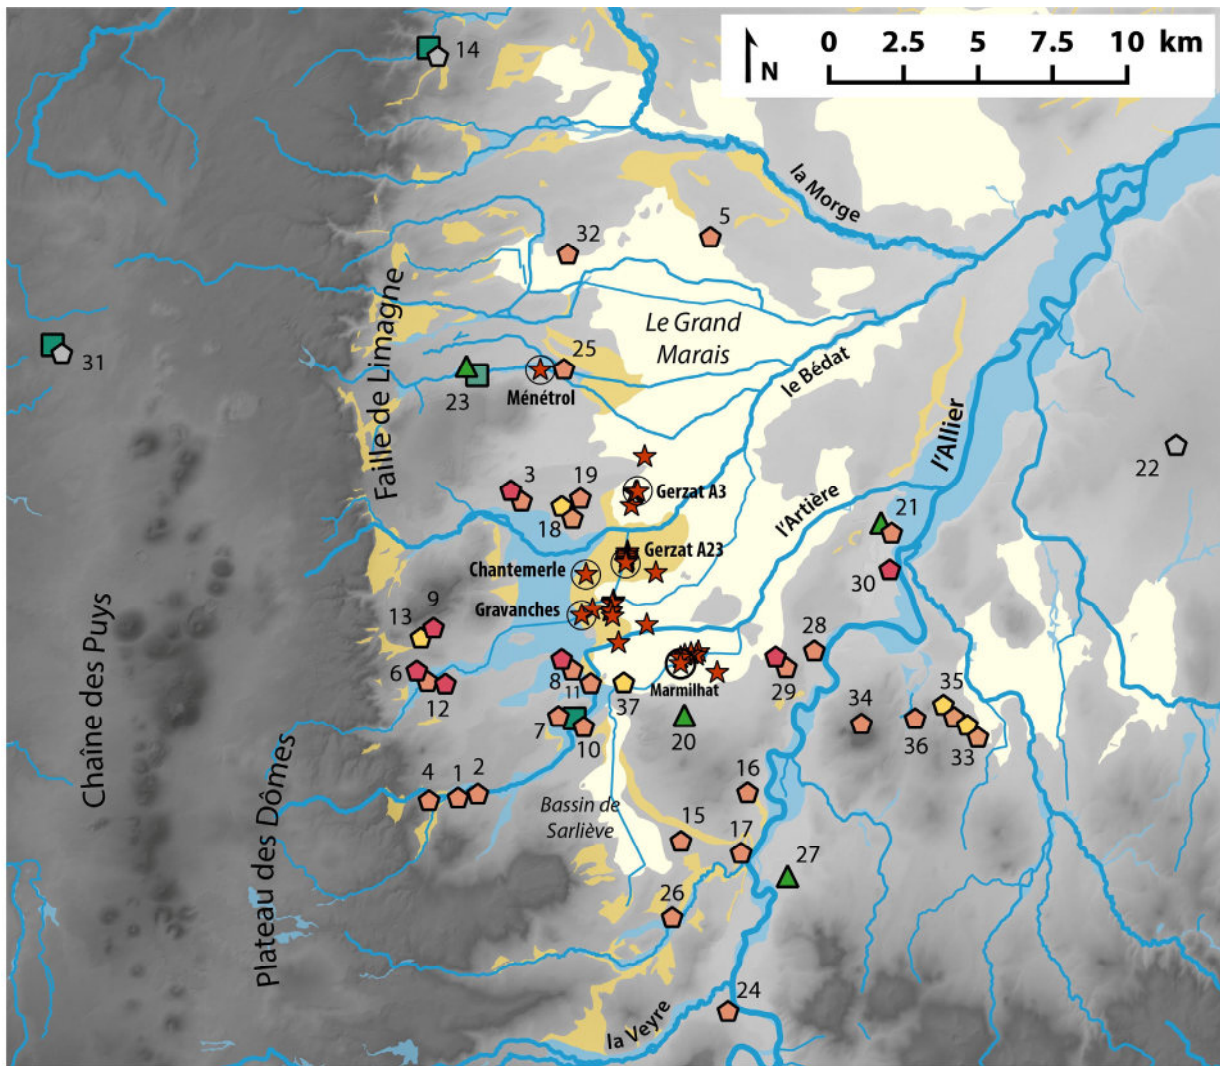 0 2.5 5 7.5 10 km
N
14
la Morge
5
32
Faille de Limagne
Le Grand
Marais
le Bédat
l'Allier
31
25
23
Ménétrol
22
3
19
18
Gerzat A3
l'Artière
21
Gerzat A23
Chantemerle
30
Gravanches
9
13
28
6
12
8
11
37
Marmilhat
29
34
35
36
33
7
10
20
Chaîne des Puys
Plateau des Dômes
4
1
2
Bassin de
Sarliève
16
15
17
27
26
24
la Veyre